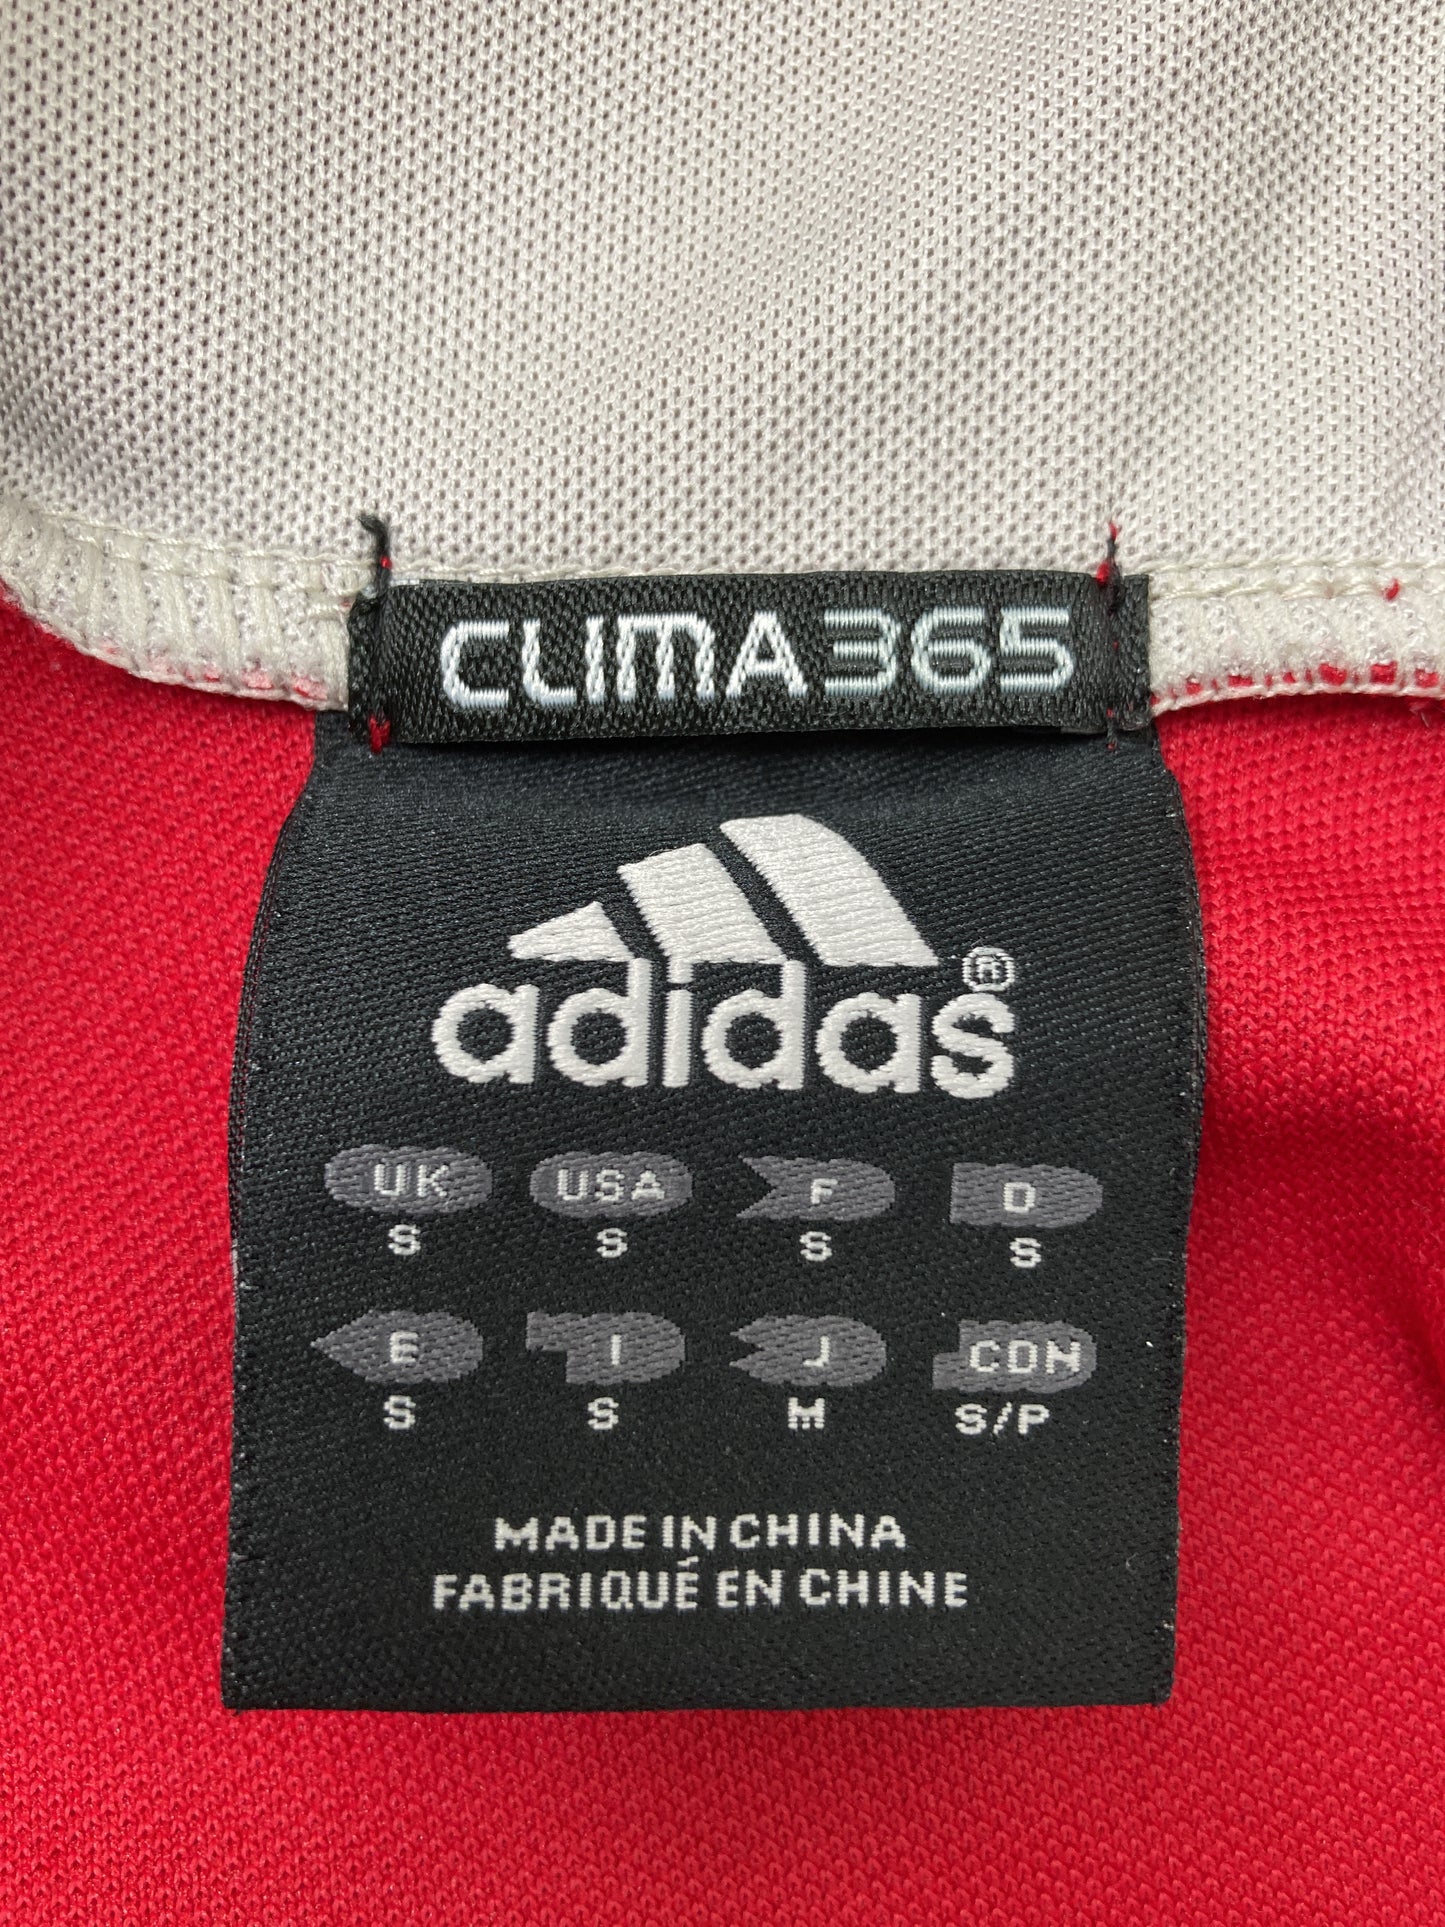 CLIMA365
adidas®
UK USA F D
S S S S
E I J CDN
S S M S/P
MADE IN CHINA
FABRIQUÉ EN CHINE